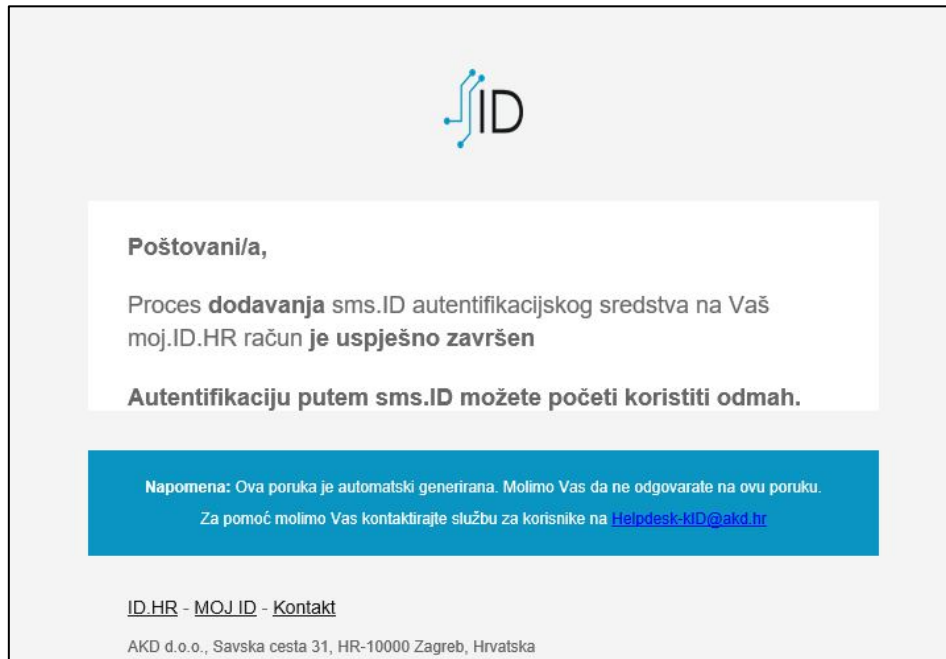 ID
Poštovani/a,
Proces dodavanja sms.ID autentifikacijskog sredstva na Vaš
moj.ID.HR račun je uspješno završen
Autentifikaciju putem sms.ID možete početi koristiti odmah.
Napomena: Ova poruka je automatski generirana. Molimo Vas da ne odgovarate na ovu poruku.
Za pomoć molimo Vas kontaktirajte službu za korisnike na Helpdesk-kID@akd.hr
ID.HR - MOJ ID - Kontakt
AKD d.o.o., Savska cesta 31, HR-10000 Zagreb, Hrvatska